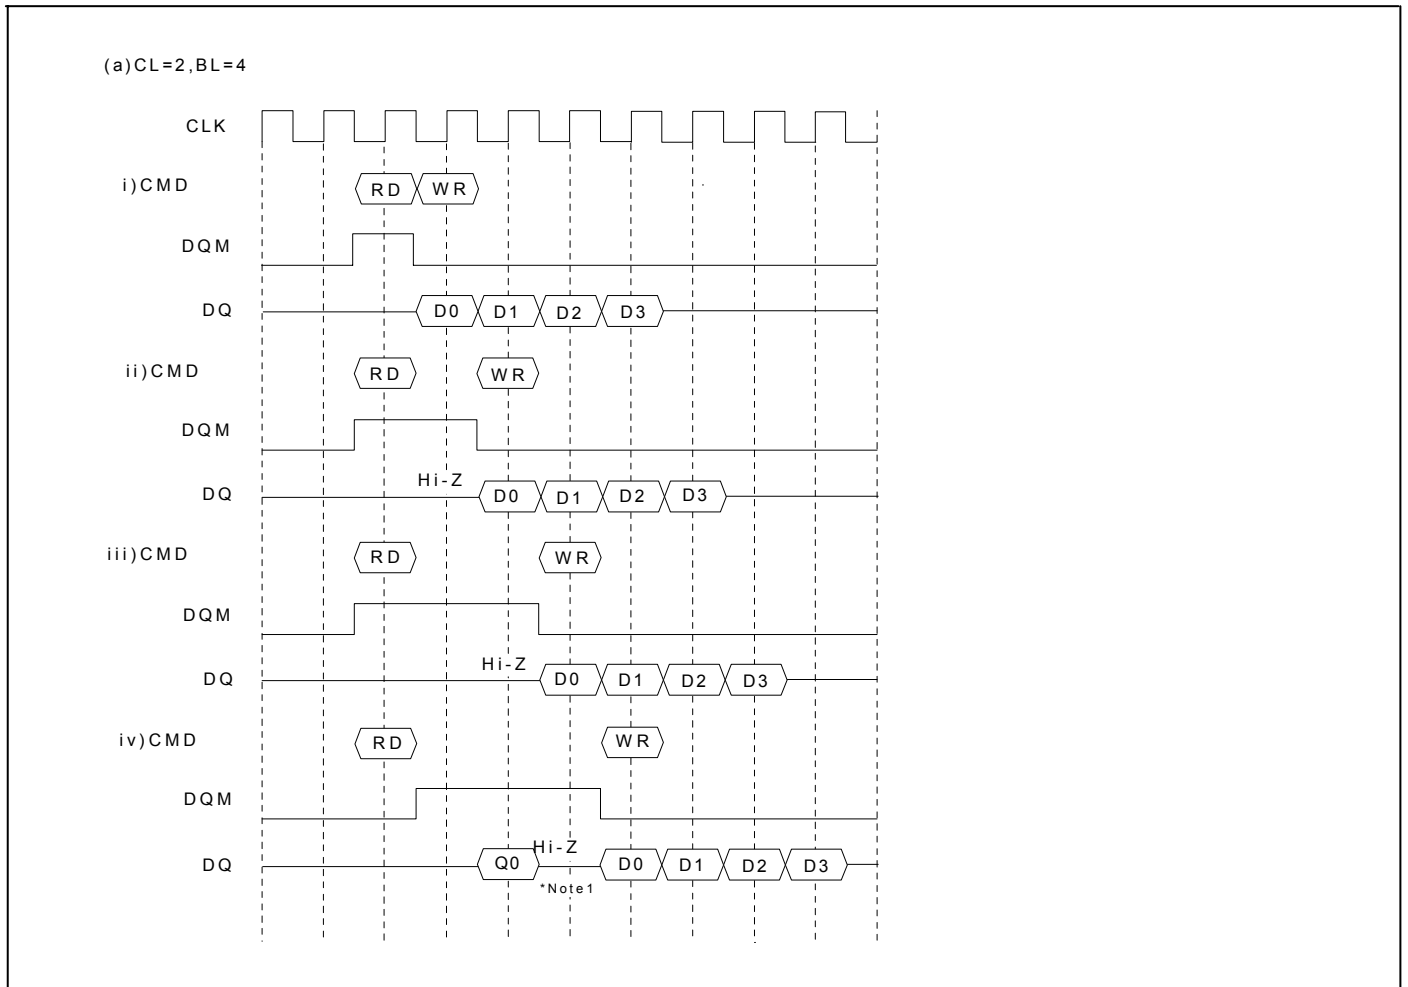 (a)CL=2,BL=4
CLK
i)CMD RD WR
DQM
DQ D0 D1 D2 D3
ii)CMD RD WR
DQM
Hi-Z
DQ D0 D1 D2 D3
iii)CMD RD WR
DQM
Hi-Z
DQ D0 D1 D2 D3
iv)CMD RD WR
DQM
Hi-Z
DQ Q0 D0 D1 D2 D3
*Note1